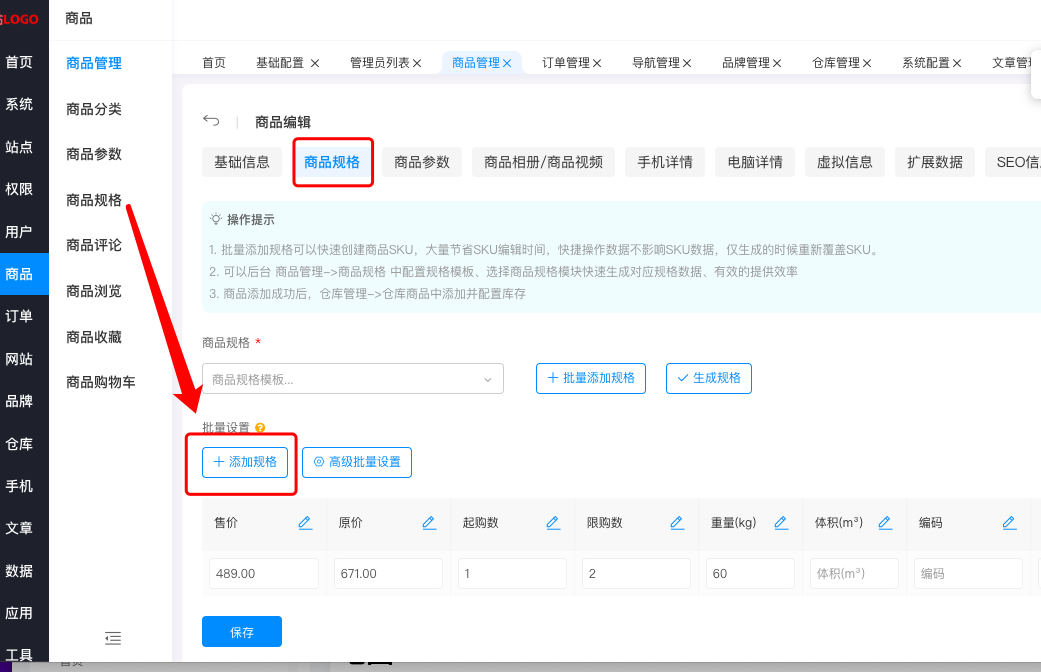 LOGO
商品
首页
系统
站点
权限
用户
商品
订单
网站
品牌
仓库
手机
文章
数据
应用
工具
商品管理
商品分类
商品参数
商品规格
商品评论
商品浏览
商品收藏
商品购物车
首页 基础配置 管理员列表 商品管理 订单管理 导航管理 品牌管理 仓库管理 系统配置 文章管
商品编辑
基础信息 商品规格 商品参数 商品相册/商品视频 手机详情 电脑详情 虚拟信息 扩展数据 SEO信
操作提示
1. 批量添加规格可以快速创建商品SKU，大量节省SKU编辑时间，快捷操作数据不影响SKU数据，仅生成的时候重新覆盖SKU。
2. 可以后台 商品管理->商品规格 中配置规格模板、选择商品规格模块快速生成对应规格数据、有效的提供效率
3. 商品添加成功后，仓库管理->仓库商品中添加并配置库存
商品规格 *
商品规格模板... 批量添加规格 生成规格
批量设置
添加规格 高级批量设置
售价 原价 起购数 限购数 重量(kg) 体积(m³) 编码
489.00 671.00 1 2 60 体积(m³) 编码
保存